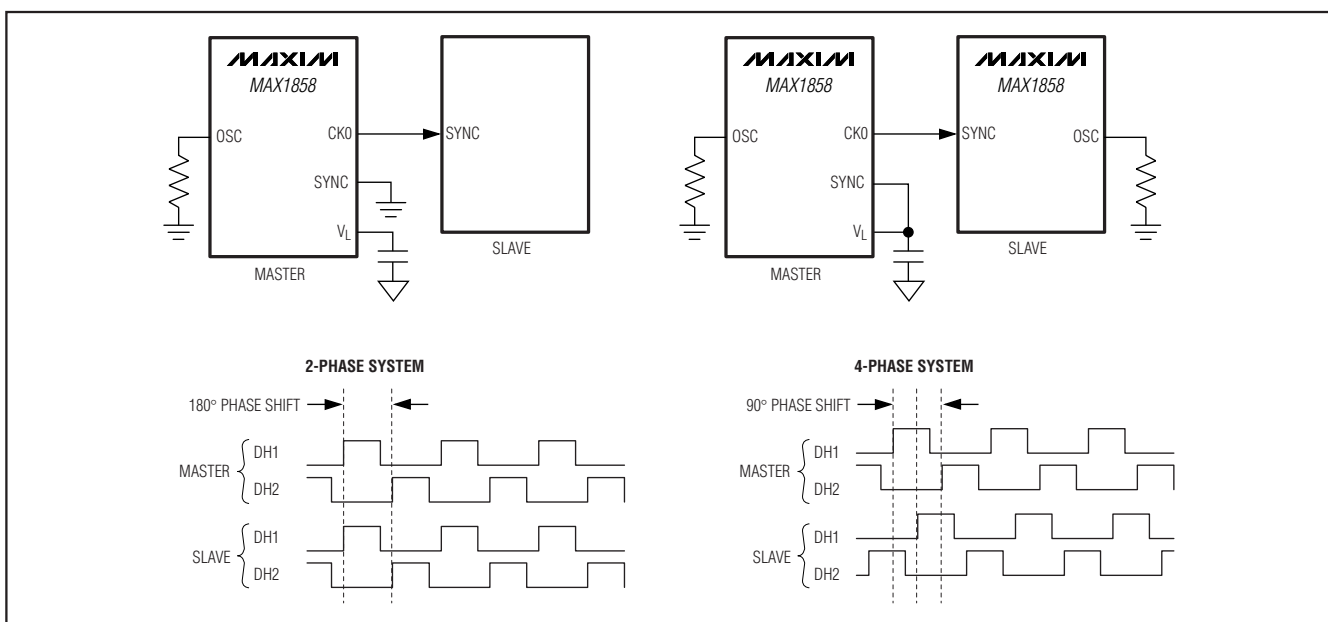 MAXIM
MAX1858
OSC
CK0
SYNC
VL
MASTER
SYNC
SLAVE
MAXIM
MAX1858
OSC
CK0
SYNC
VL
MASTER
MAXIM
MAX1858
SYNC
OSC
SLAVE
2-PHASE SYSTEM
180° PHASE SHIFT
MASTER
DH1
DH2
SLAVE
DH1
DH2
4-PHASE SYSTEM
90° PHASE SHIFT
MASTER
DH1
DH2
SLAVE
DH1
DH2